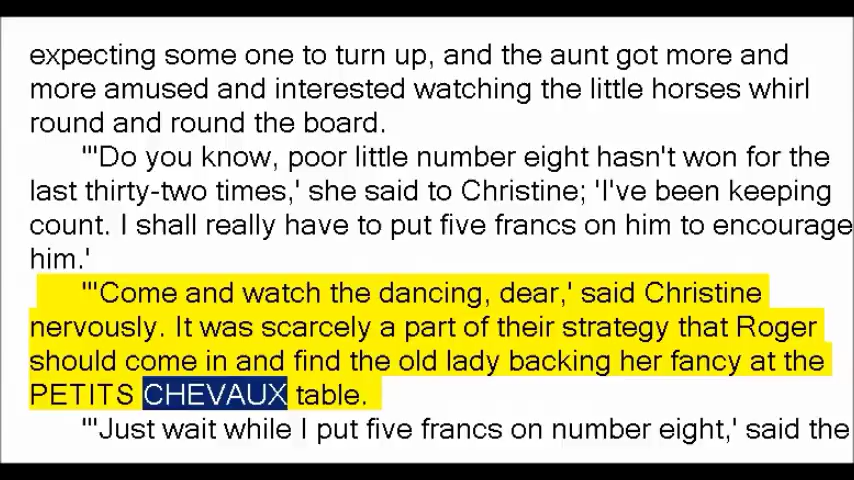 expecting some one to turn up, and the aunt got more and
more amused and interested watching the little horses whirl
round and round the board.
"'Do you know, poor little number eight hasn't won for the
last thirty-two times,' she said to Christine; 'I've been keeping
count. I shall really have to put five francs on him to encourage
him.'
"'Come and watch the dancing, dear,' said Christine
nervously. It was scarcely a part of their strategy that Roger
should come in and find the old lady backing her fancy at the
PETITS CHEVAUX table.
"'Just wait while I put five francs on number eight,' said the